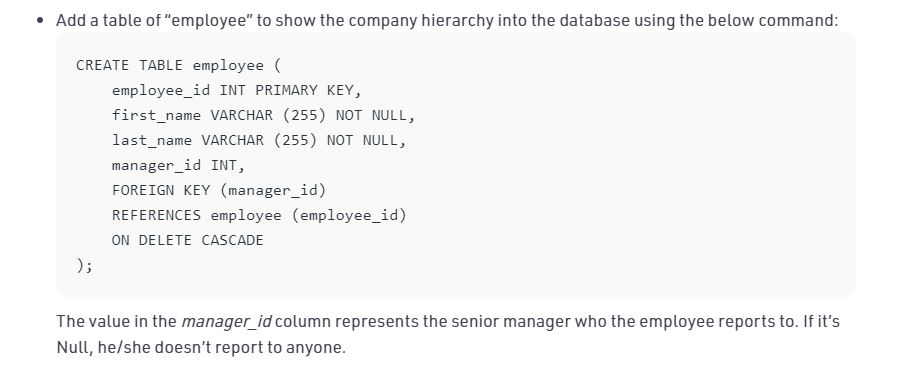 • Add a table of “employee” to show the company hierarchy into the database using the below command:
CREATE TABLE employee (
    employee_id INT PRIMARY KEY,
    first_name VARCHAR (255) NOT NULL,
    last_name VARCHAR (255) NOT NULL,
    manager_id INT,
    FOREIGN KEY (manager_id)
    REFERENCES employee (employee_id)
    ON DELETE CASCADE
);
The value in the manager_id column represents the senior manager who the employee reports to. If it’s
Null, he/she doesn’t report to anyone.